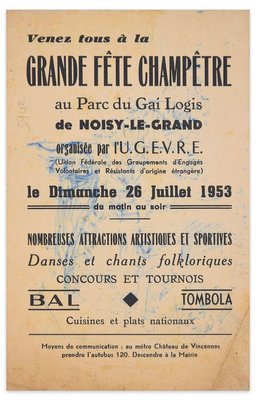 Venez tous à la
GRANDE FÊTE CHAMPÊTRE
au Parc du Gai Logis
de NOISY-LE-GRAND
organisée par l'U.G.E.V.R.E.
(Union Fédérale des Groupements d'Engagés
Volontaires et Résistants d'origine étrangère)
le Dimanche 26 Juillet 1953
du matin au soir
NOMBREUSES ATTRACTIONS ARTISTIQUES ET SPORTIVES
Danses et chants folkloriques
CONCOURS ET TOURNOIS
BAL TOMBOLA
Cuisines et plats nationaux
Moyens de communication : au métro Château de Vincennes
prendre l'autobus 120. Descendre à la Mairie